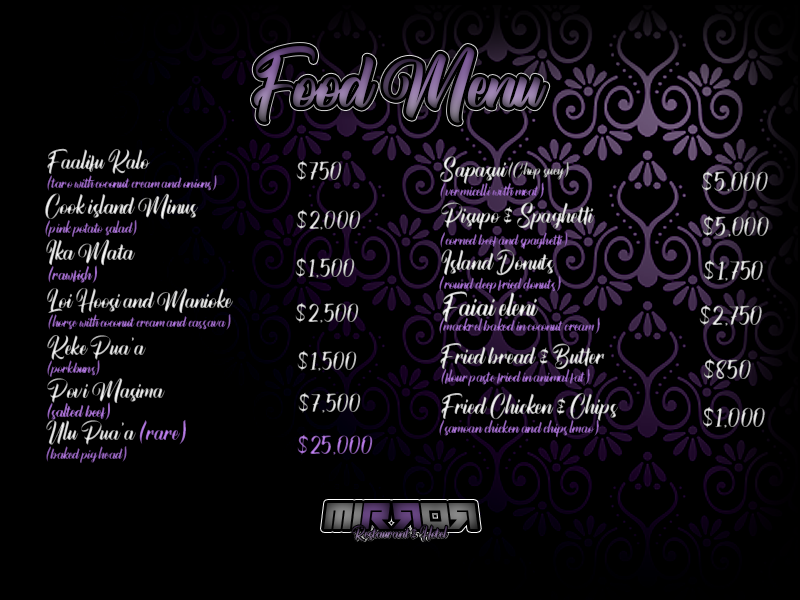 Food Menu
Faalifu Kalo $750
(taro with coconut cream and onions)
Cook island Minus $2,000
(pink potato salad)
Ika Mata $1,500
(rawfish)
Loi Hoosi and Manioke $2,500
(horse with coconut cream and cassava)
Keke Pua'a $1,500
(porkbuns)
Povi Masima $7,500
(salted beef)
Ulu Pua'a (rare) $25,000
(baked pig head)
Sapasui (Chop suey) $5,000
(vermicelli with meat)
Pisupo & Spaghetti $5,000
(corned beef and spaghetti)
Island Donuts $1,750
(round deep fried donuts)
Faiai eleni $2,750
(mackrel baked in coconut cream)
Fried bread & Butter $850
(flour paste fried in animal fat)
Fried Chicken & Chips $1,000
(samoan chicken and chips lmao)
MIRROR
Restaurant & Hotel